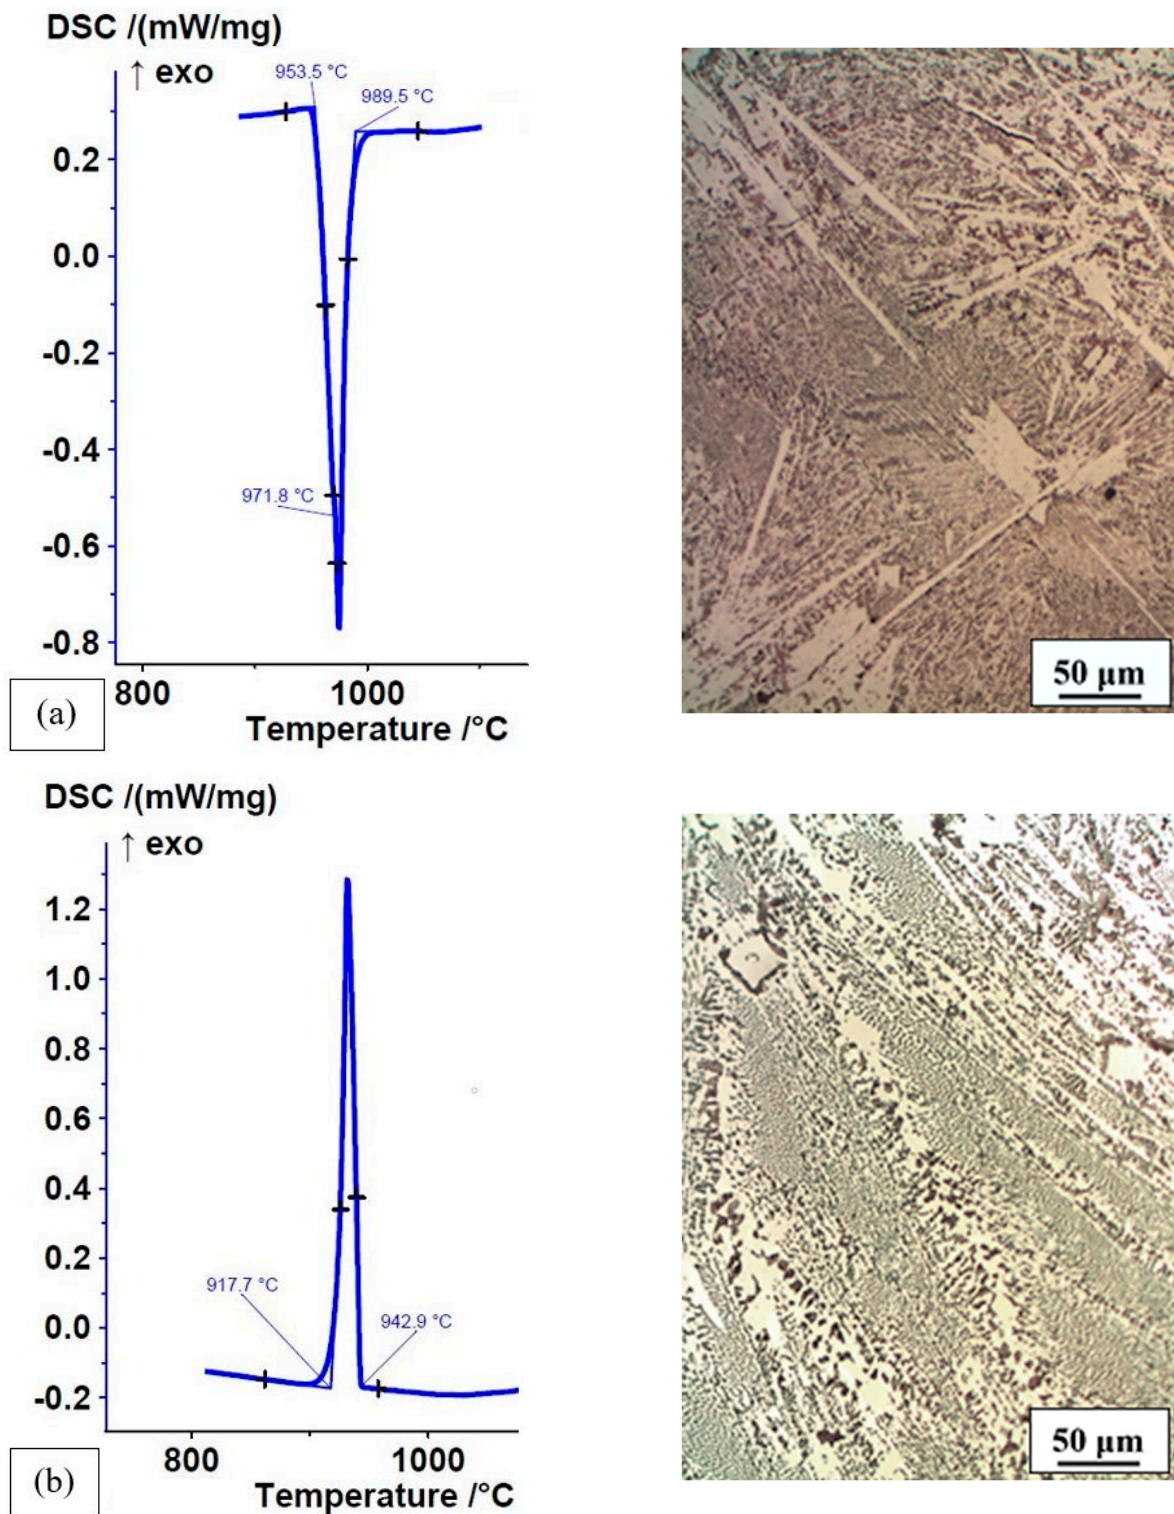 DSC /(mW/mg)
↑ exo
953.5 °C
989.5 °C
0.2
0.0
-0.2
-0.4
971.8 °C
-0.6
-0.8
800
1000
Temperature /°C
(a)
50 µm
DSC /(mW/mg)
↑ exo
1.2
1.0
0.8
0.6
0.4
0.2
917.7 °C
942.9 °C
0.0
-0.2
800
1000
Temperature /°C
(b)
50 µm